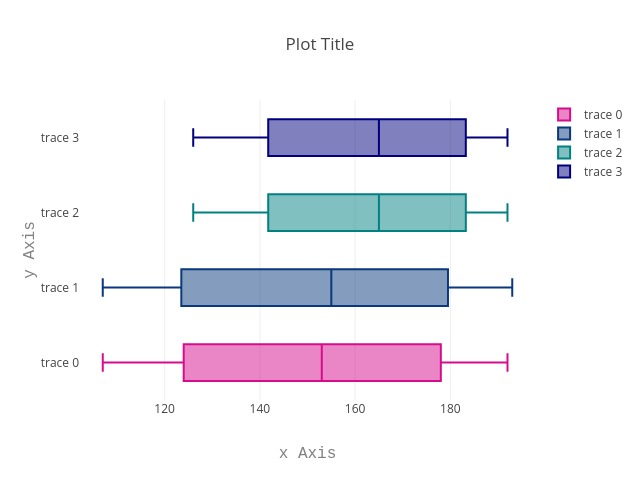 Plot Title
trace 3
trace 2
trace 1
trace 0
y Axis
120 140 160 180
x Axis
trace 0
trace 1
trace 2
trace 3